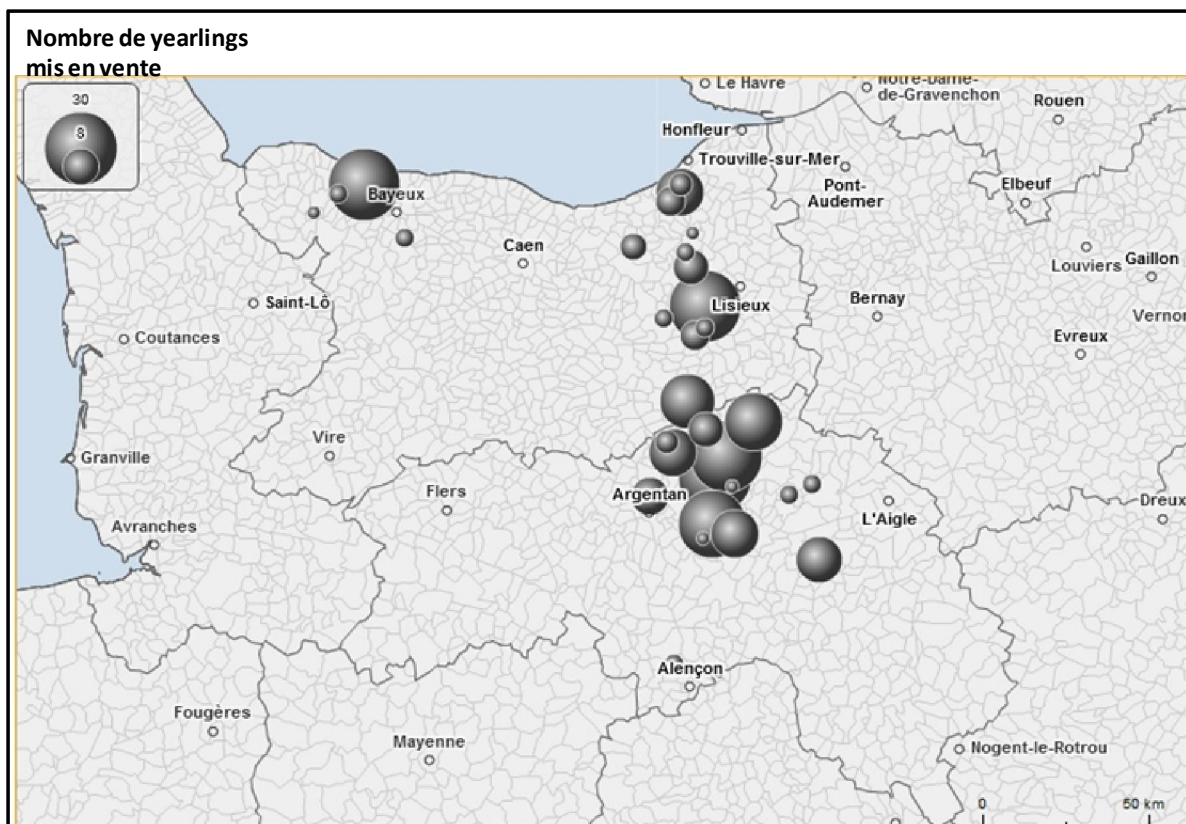 Nombre de yearlings
mis en vente
30
8
Le Havre
Notre-Dame-
de-Gravenchon
Rouen
Honfleur
Trouville-sur-Mer
Pont-
Audemer
Elbeuf
Bayeux
Caen
Louviers
Gaillon
Saint-Lô
Lisieux
Bernay
Vernon
Coutances
Evreux
Vire
Granville
Flers
Argentan
L'Aigle
Dreux
Avranches
Alençon
Fougères
Mayenne
Nogent-le-Rotrou
0
50 km